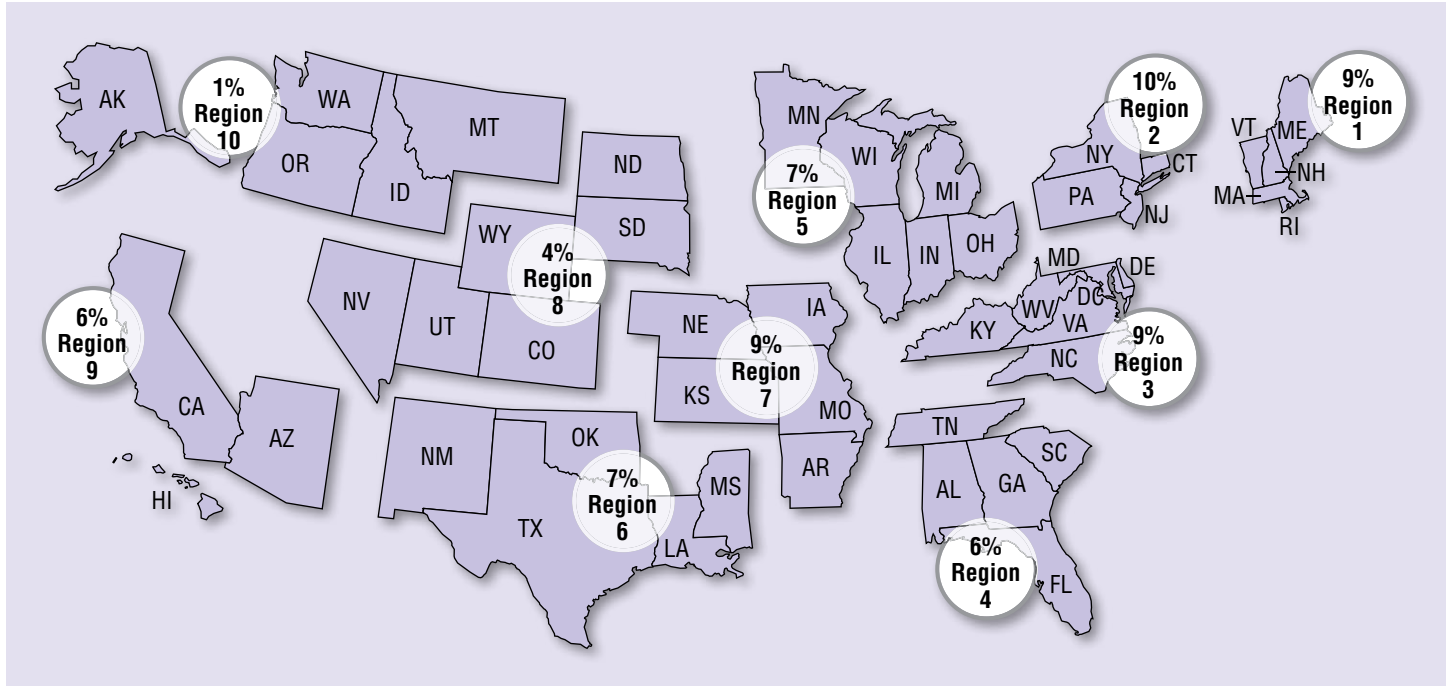 AK
1%
Region
10
WA
OR
ID
MT
ND
SD
WY
4%
Region
8
NV
UT
CO
6%
Region
9
CA
AZ
HI
NM
OK
TX
7%
Region
6
LA
MS
NE
IA
KS
MO
AR
9%
Region
7
MN
WI
MI
7%
Region
5
IL
IN
OH
10%
Region
2
NY
CT
PA
NJ
9%
Region
1
VT
ME
NH
MA
RI
MD
DE
DC
WV
VA
KY
NC
9%
Region
3
TN
SC
AL
GA
FL
6%
Region
4